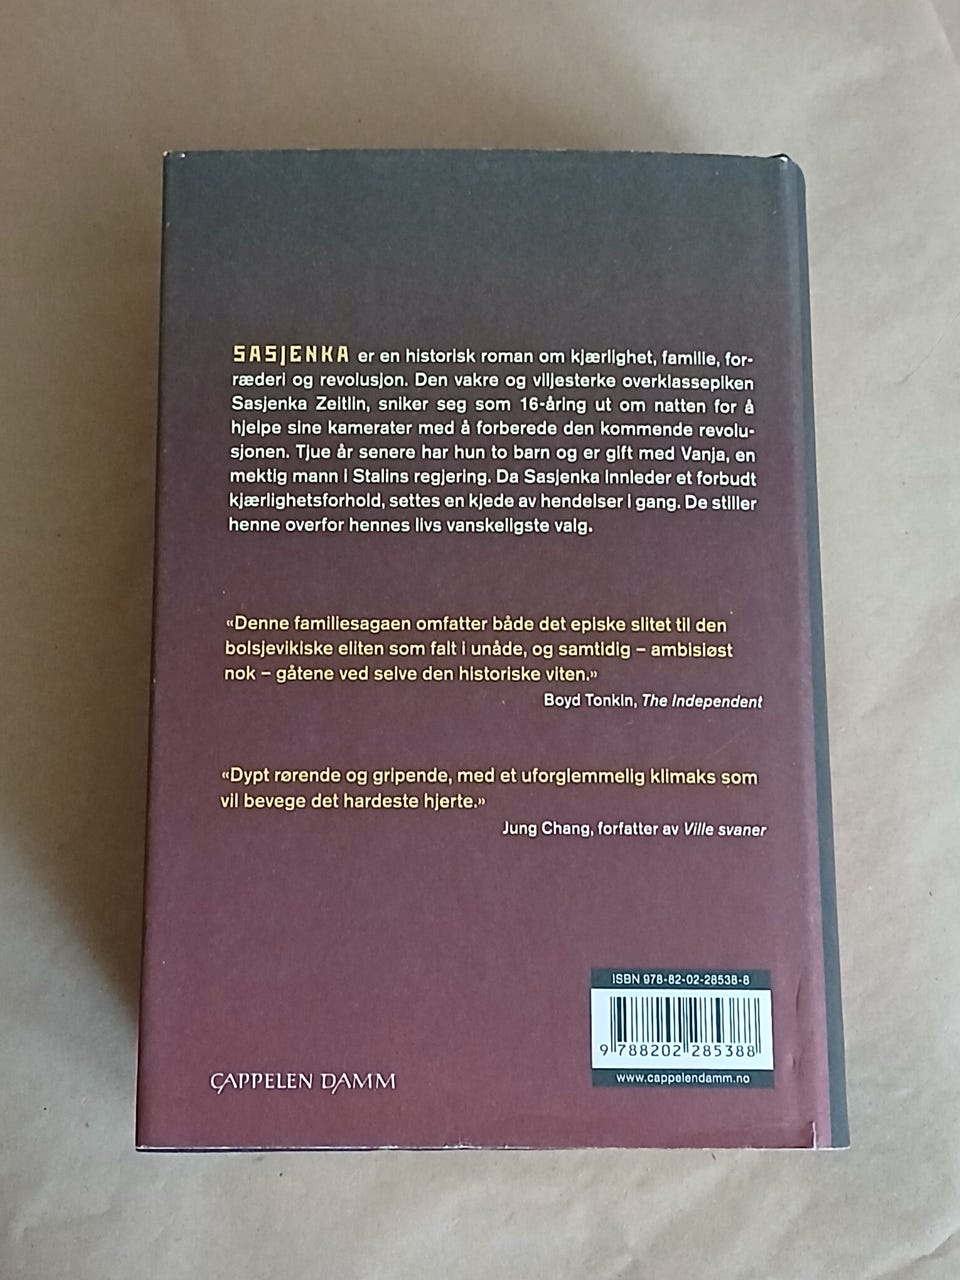 SASJENKA er en historisk roman om kjærlighet, familie, for-
ræderi og revolusjon. Den vakre og viljesterke overklassepiken
Sasjenka Zeitlin, sniker seg som 16-åring ut om natten for å
hjelpe sine kamerater med å forberede den kommende revolu-
sjonen. Tjue år senere har hun to barn og er gift med Vanja, en
mektig mann i Stalins regjering. Da Sasjenka innleder et forbudt
kjærlighetsforhold, settes en kjede av hendelser i gang. De stiller
henne overfor hennes livs vanskeligste valg.
«Denne familiesagaen omfatter både det episke slitet til den
bolsjevikiske eliten som falt i unåde, og samtidig – ambisiøst
nok – gåtene ved selve den historiske viten.»
Boyd Tonkin, The Independent
«Dypt rørende og gripende, med et uforglemmelig klimaks som
vil bevege det hardeste hjerte.»
Jung Chang, forfatter av Ville svaner
ISBN 978-82-02-28538-8
9 788202 285388
www.cappelendamm.no
CAPPELEN DAMM